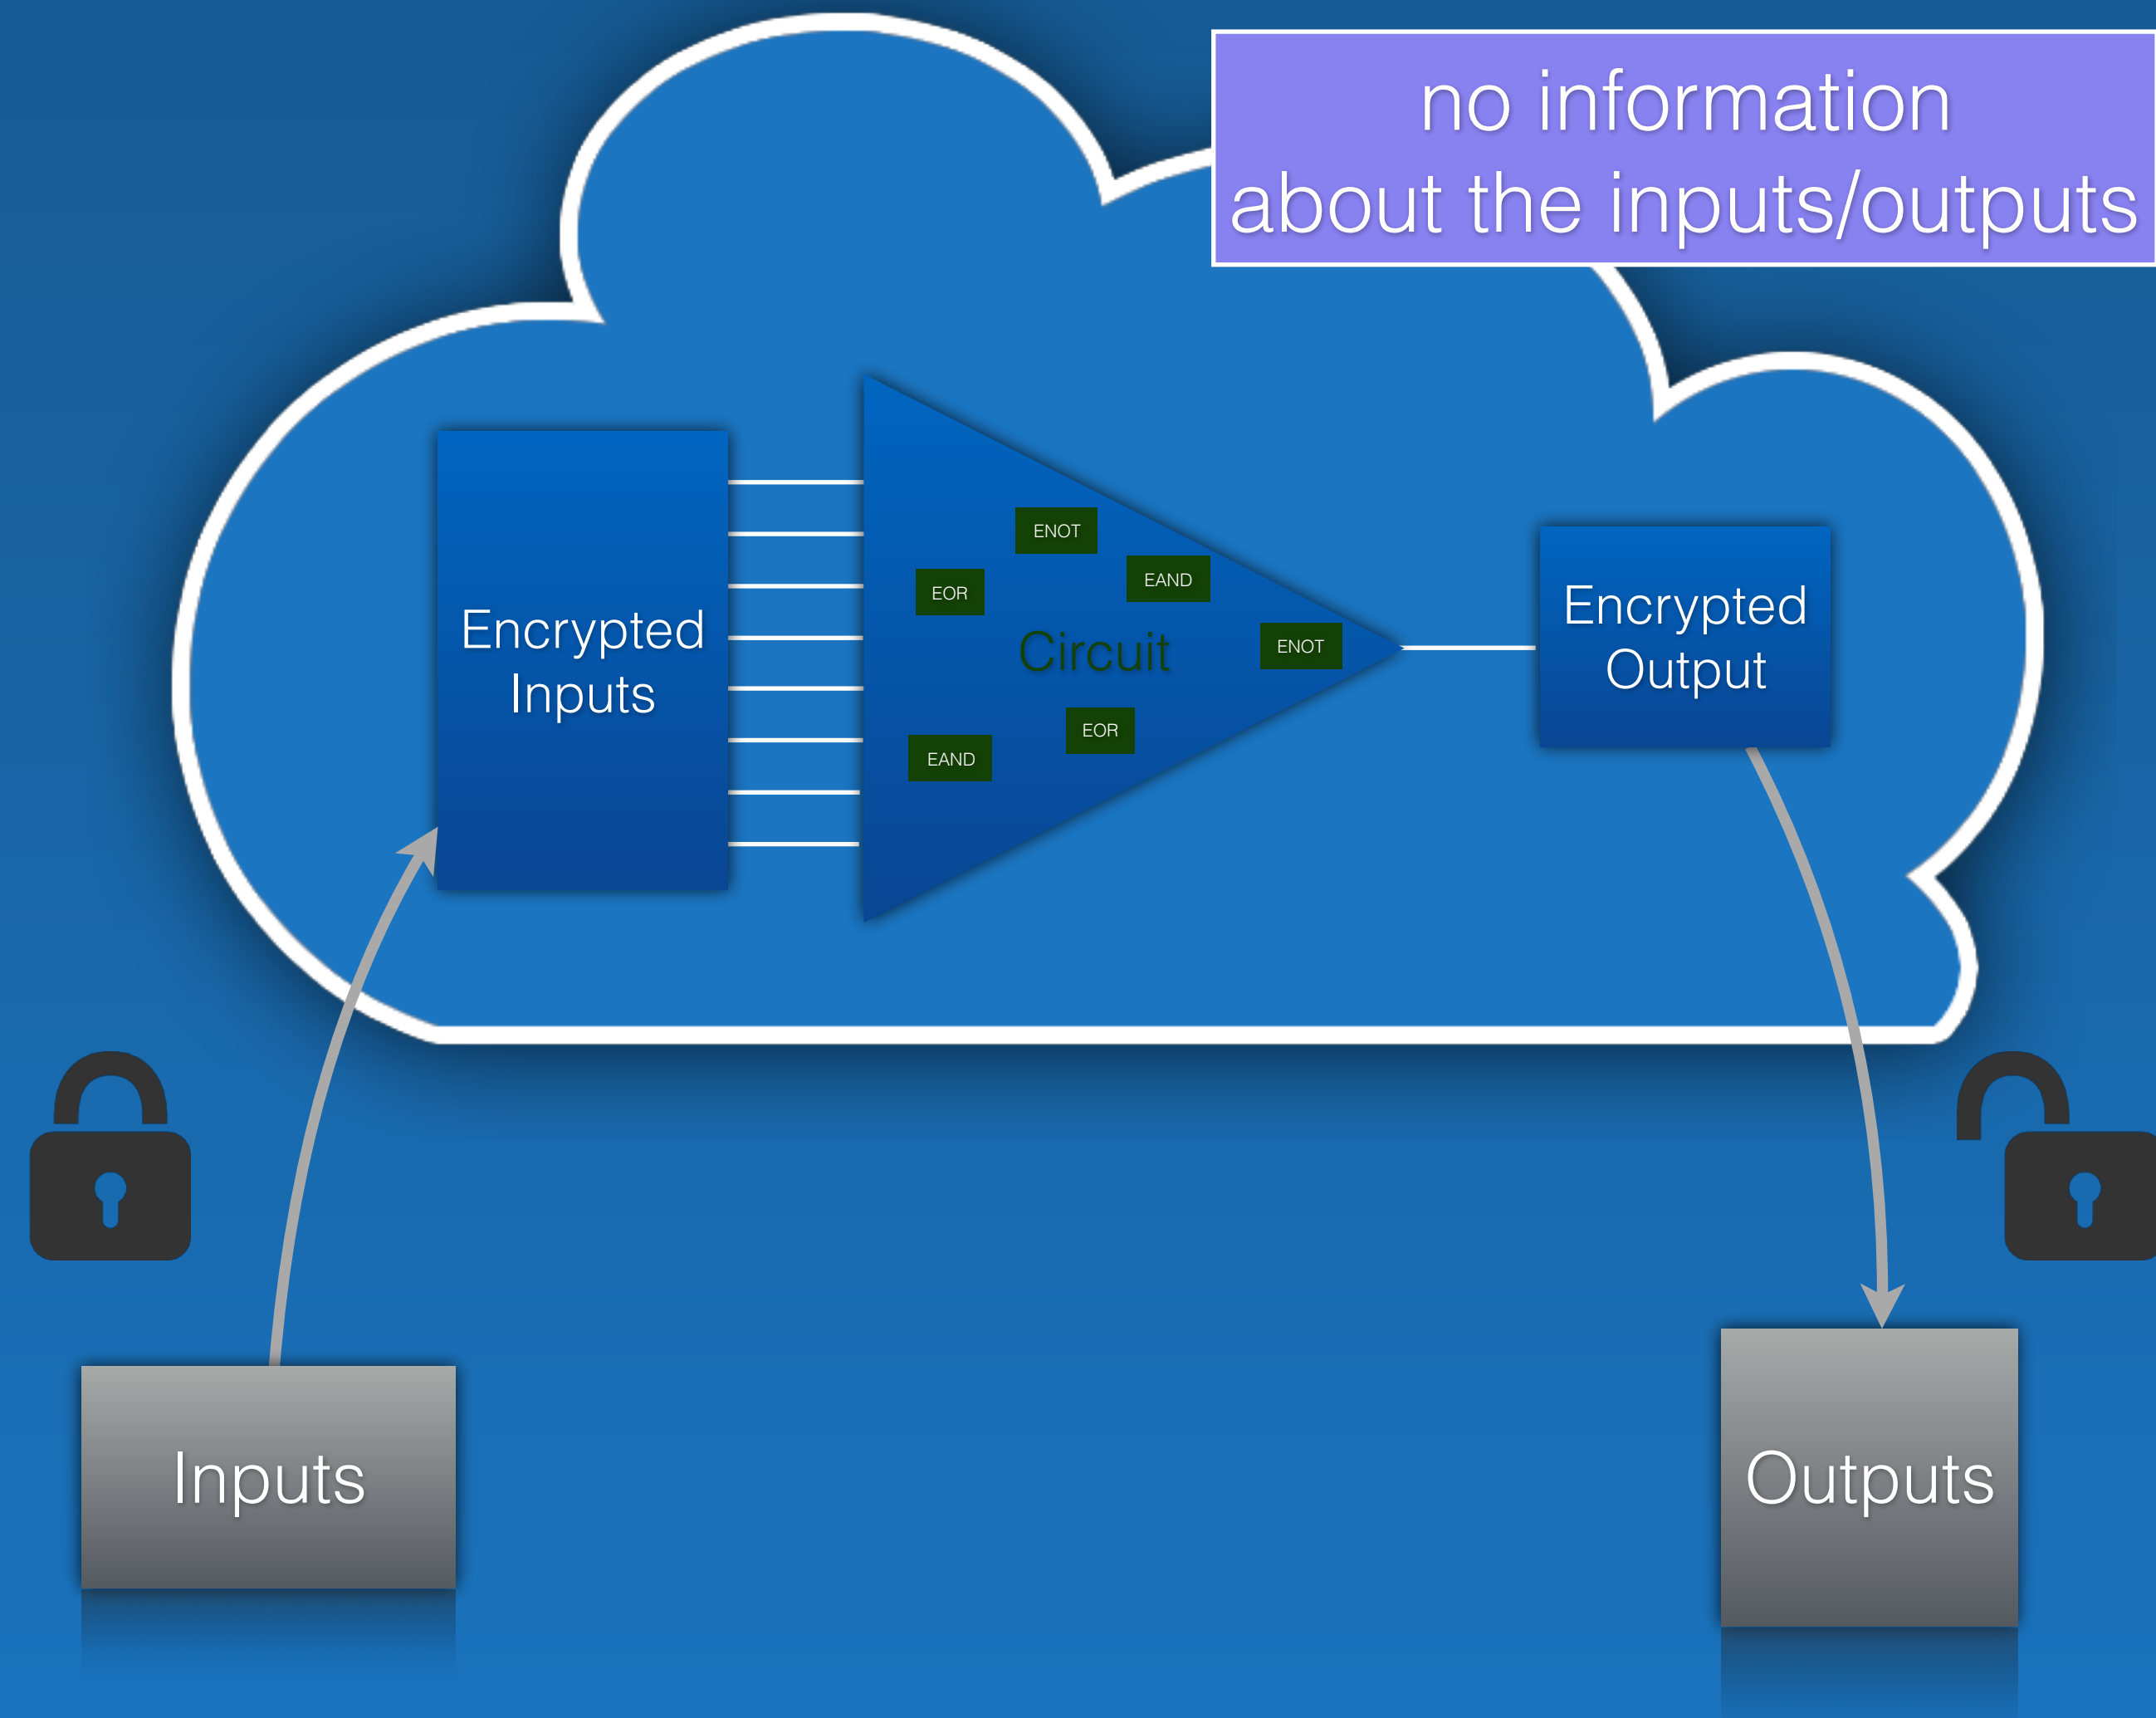 no information
about the inputs/outputs
ENOT
EAND
EOR
Encrypted
Inputs
Circuit
ENOT
Encrypted
Output
EOR
EAND
Inputs
Outputs